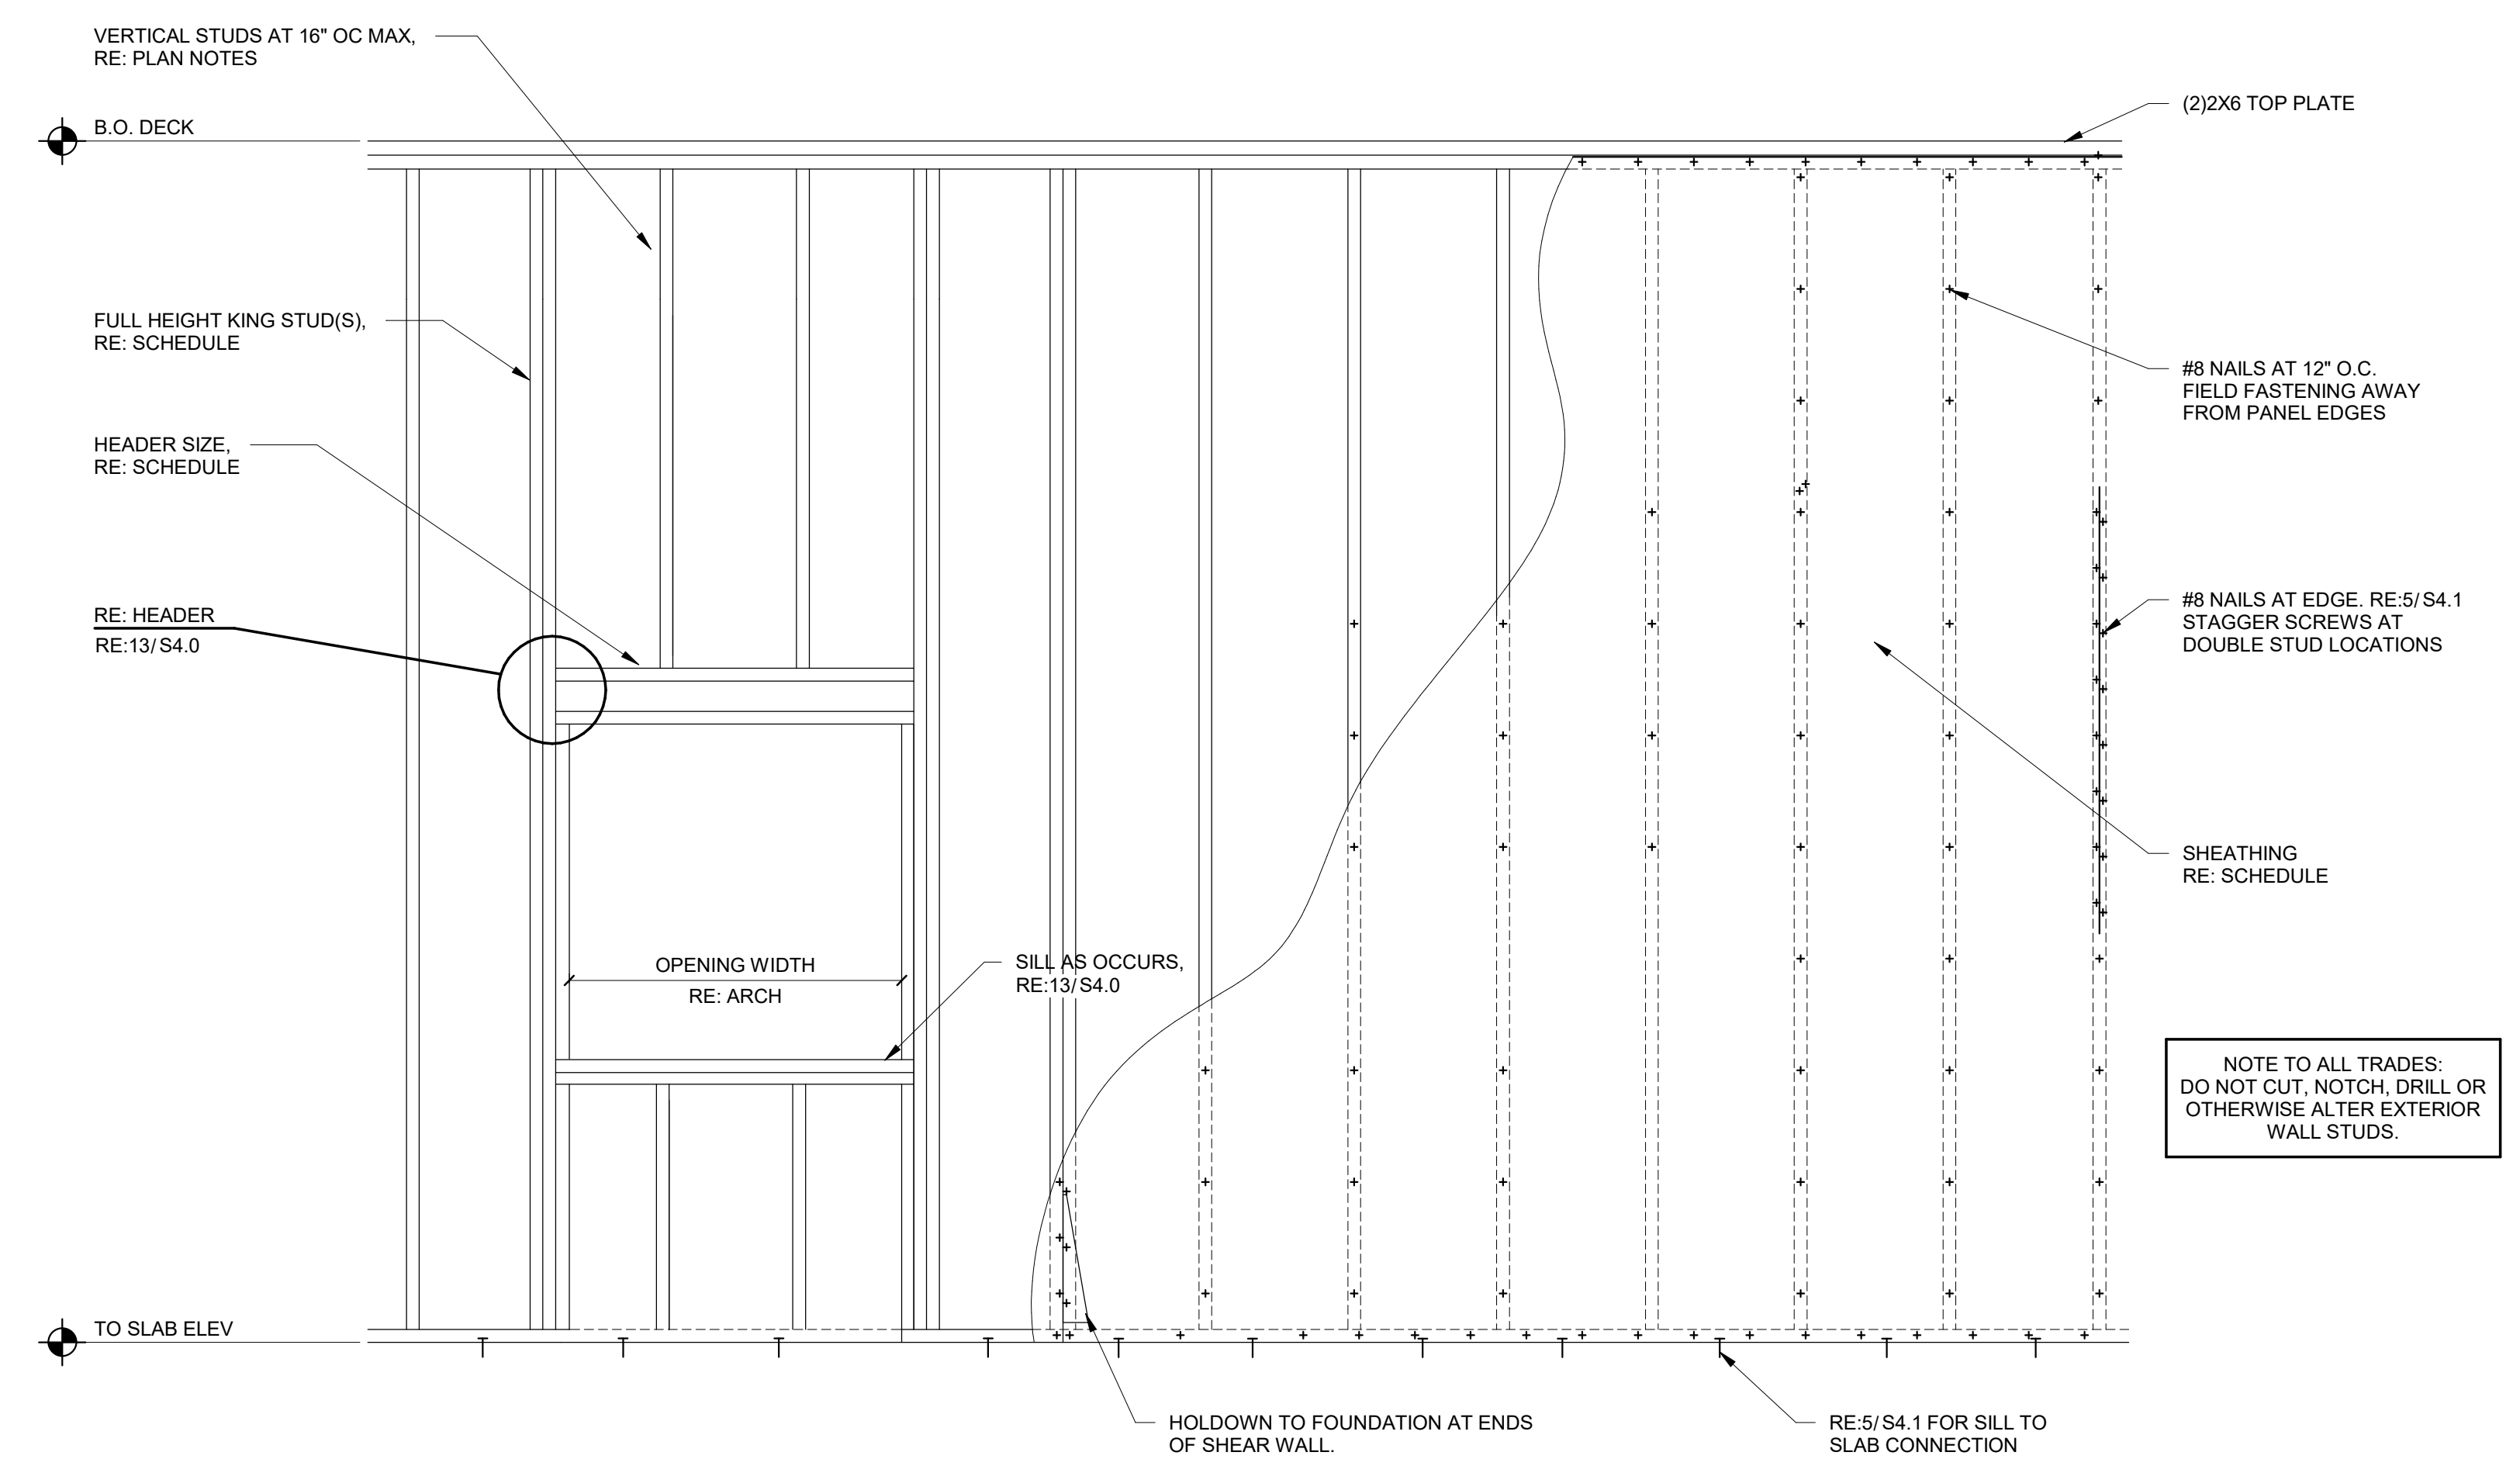 VERTICAL STUDS AT 16" OC MAX,
RE: PLAN NOTES
B.O. DECK
(2)2X6 TOP PLATE
FULL HEIGHT KING STUD(S),
RE: SCHEDULE
#8 NAILS AT 12" O.C.
FIELD FASTENING AWAY
FROM PANEL EDGES
HEADER SIZE,
RE: SCHEDULE
RE: HEADER
RE:13/S4.0
#8 NAILS AT EDGE. RE:5/S4.1
STAGGER SCREWS AT
DOUBLE STUD LOCATIONS
SHEATHING
RE: SCHEDULE
OPENING WIDTH
RE: ARCH
SILL AS OCCURS,
RE:13/S4.0
NOTE TO ALL TRADES:
DO NOT CUT, NOTCH, DRILL OR
OTHERWISE ALTER EXTERIOR
WALL STUDS.
TO SLAB ELEV
HOLDOWN TO FOUNDATION AT ENDS
OF SHEAR WALL.
RE:5/S4.1 FOR SILL TO
SLAB CONNECTION